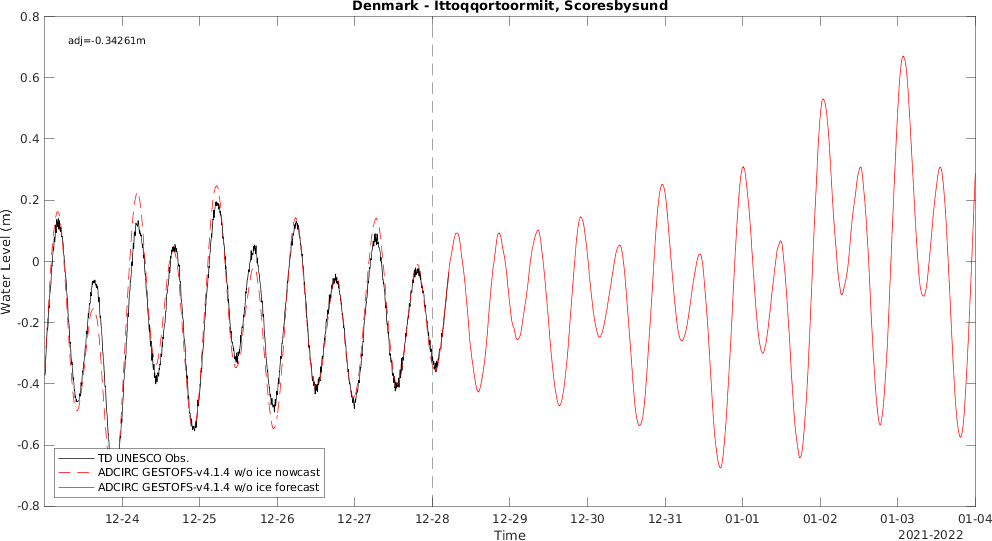 Denmark - Ittoqqortoormiit, Scoresbysund
adj=-0.34261m
0.8
0.6
0.4
0.2
0
-0.2
-0.4
-0.6
-0.8
Water Level (m)
TD UNESCO Obs.
ADCIRC GESTOFS-v4.1.4 w/o ice nowcast
ADCIRC GESTOFS-v4.1.4 w/o ice forecast
12-24 12-25 12-26 12-27 12-28 12-29 12-30 12-31 01-01 01-02 01-03 01-04
Time
2021-2022